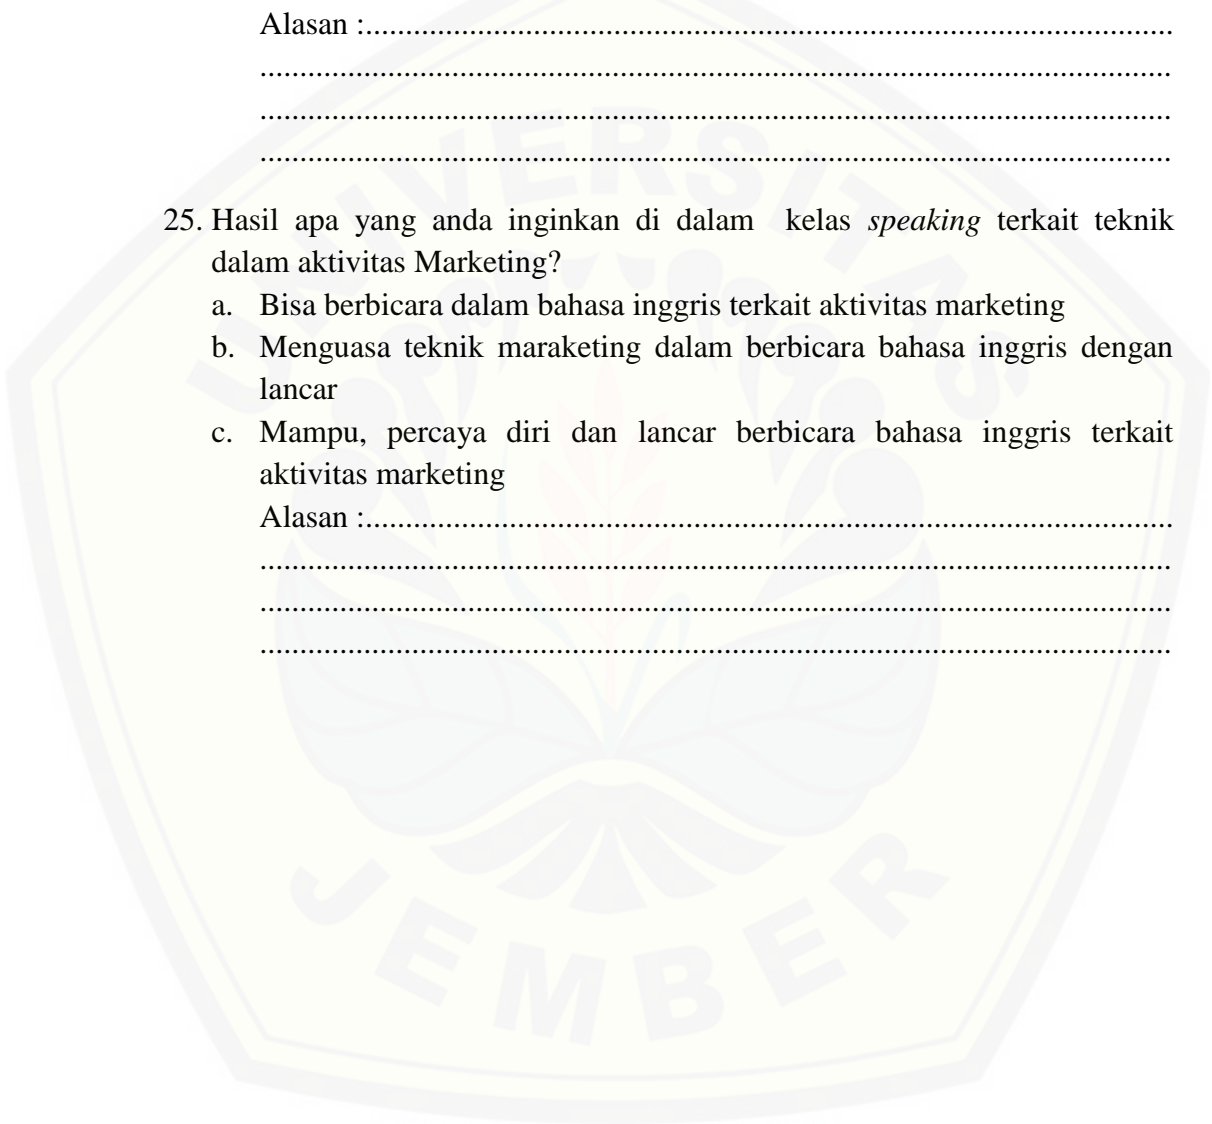 Alasan :......................................................................................................
...................................................................................................................
...................................................................................................................
...................................................................................................................
25. Hasil apa yang anda inginkan di dalam kelas speaking terkait teknik
dalam aktivitas Marketing?
a. Bisa berbicara dalam bahasa inggris terkait aktivitas marketing
b. Menguasa teknik maraketing dalam berbicara bahasa inggris dengan
lancar
c. Mampu, percaya diri dan lancar berbicara bahasa inggris terkait
aktivitas marketing
Alasan :......................................................................................................
...................................................................................................................
...................................................................................................................
...................................................................................................................
UNIVERSITAS
JEMBER